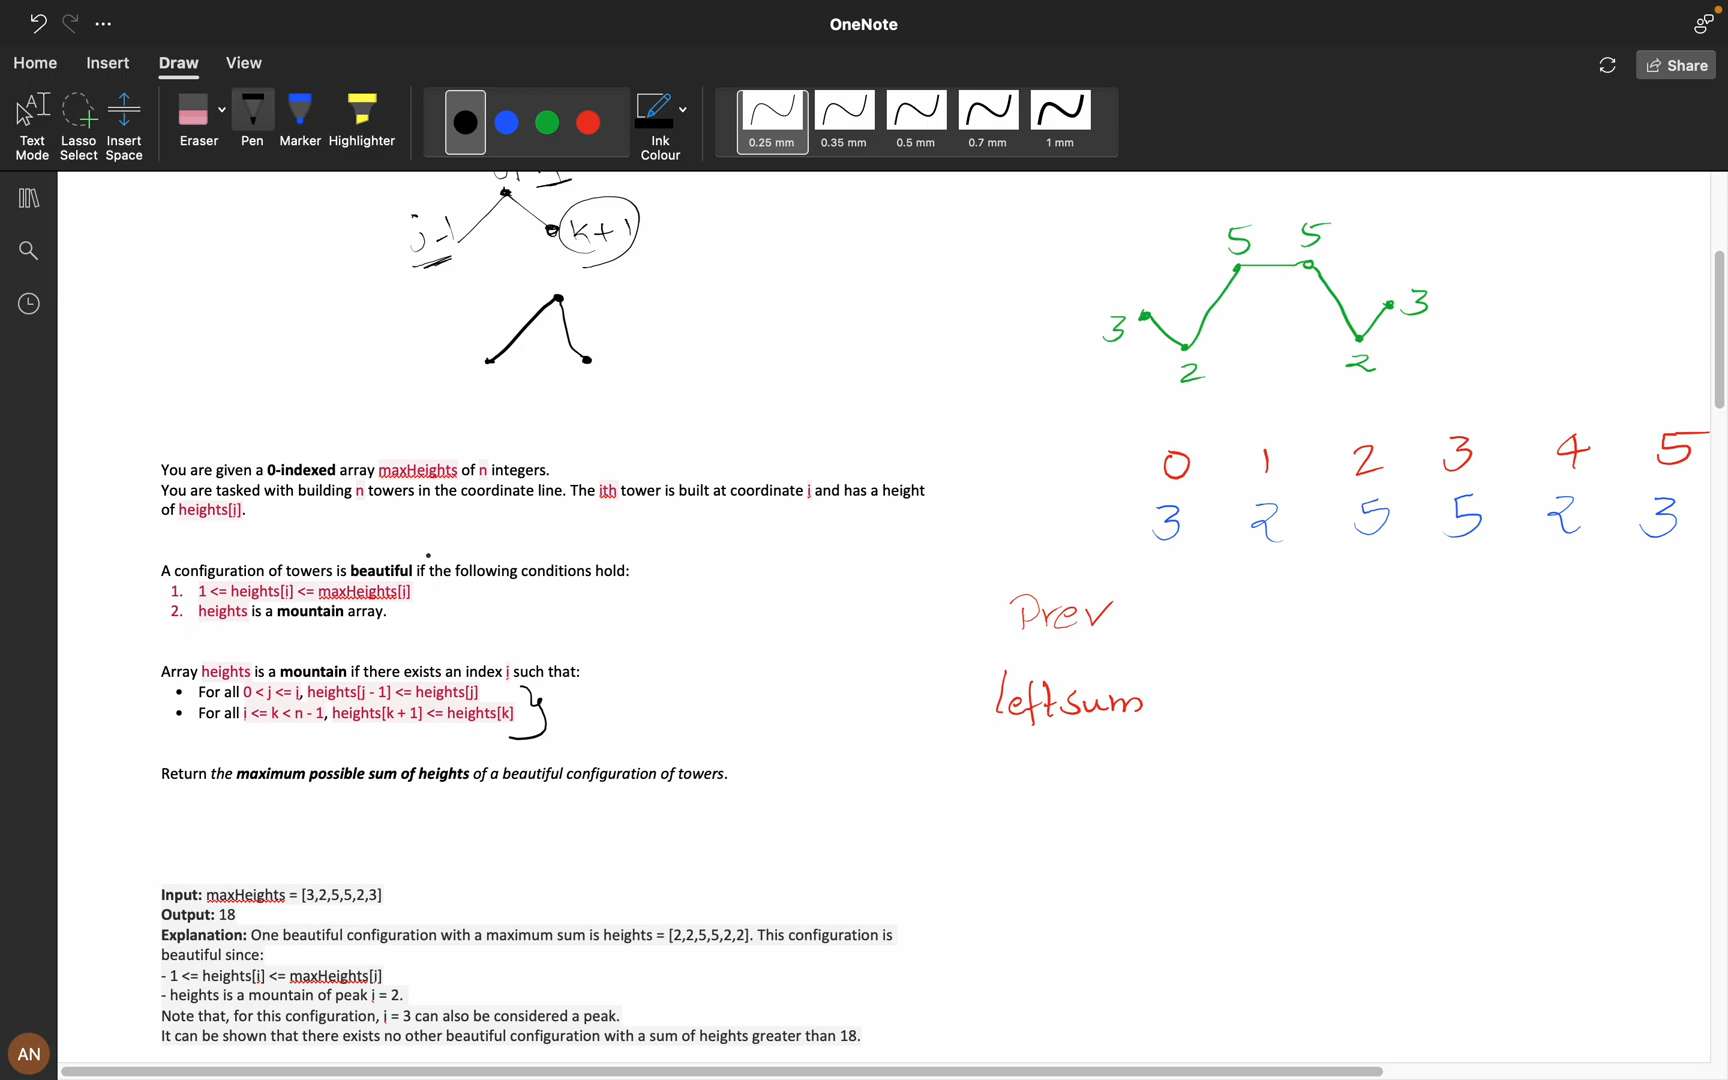 OneNote
Home Insert Draw View
Share
Text Mode
Lasso Select
Insert Space
Eraser
Pen
Marker
Highlighter
Ink Colour
0.25 mm
0.35 mm
0.5 mm
0.7 mm
1 mm
j-1
k+1
5 5
3 3
2 2
0 1 2 3 4 5
3 2 5 5 2 3
Prev
leftsum
You are given a 0-indexed array maxHeights of n integers.
You are tasked with building n towers in the coordinate line. The ith tower is built at coordinate i and has a height
of heights[i].
A configuration of towers is beautiful if the following conditions hold:
1. 1 <= heights[i] <= maxHeights[i]
2. heights is a mountain array.
Array heights is a mountain if there exists an index i such that:
• For all 0 < j <= i, heights[j - 1] <= heights[j]
• For all i <= k < n - 1, heights[k + 1] <= heights[k]
Return the maximum possible sum of heights of a beautiful configuration of towers.
Input: maxHeights = [3,2,5,5,2,3]
Output: 18
Explanation: One beautiful configuration with a maximum sum is heights = [2,2,5,5,2,2]. This configuration is
beautiful since:
- 1 <= heights[i] <= maxHeights[i]
- heights is a mountain of peak i = 2.
Note that, for this configuration, i = 3 can also be considered a peak.
It can be shown that there exists no other beautiful configuration with a sum of heights greater than 18.
AN